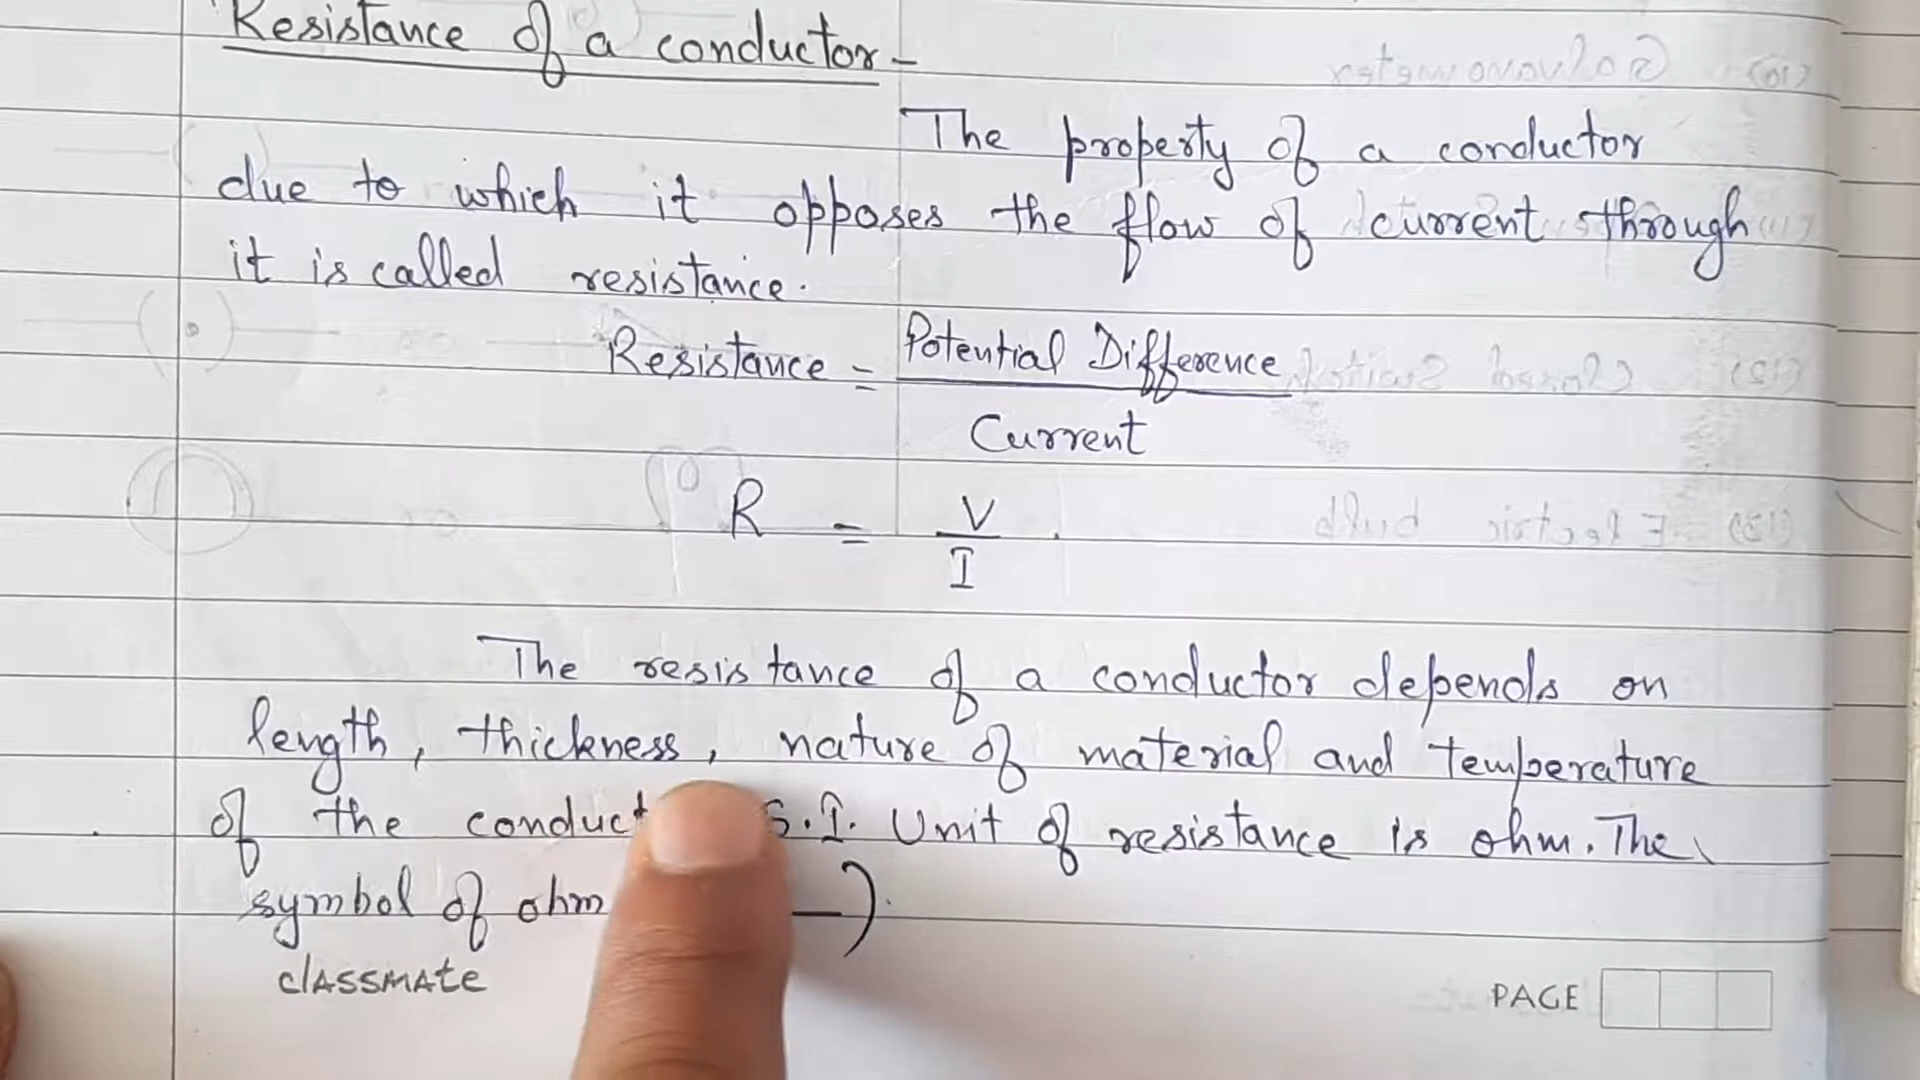 Resistance of a conductor-
The property of a conductor
due to which it opposes the flow of current through
it is called resistance.
Resistance = Potential Difference
Current
R = V
I
The resistance of a conductor depends on
length, thickness, nature of material and temperature
of the conduct S.I. Unit of resistance is ohm. The
symbol of ohm )
classmate
PAGE